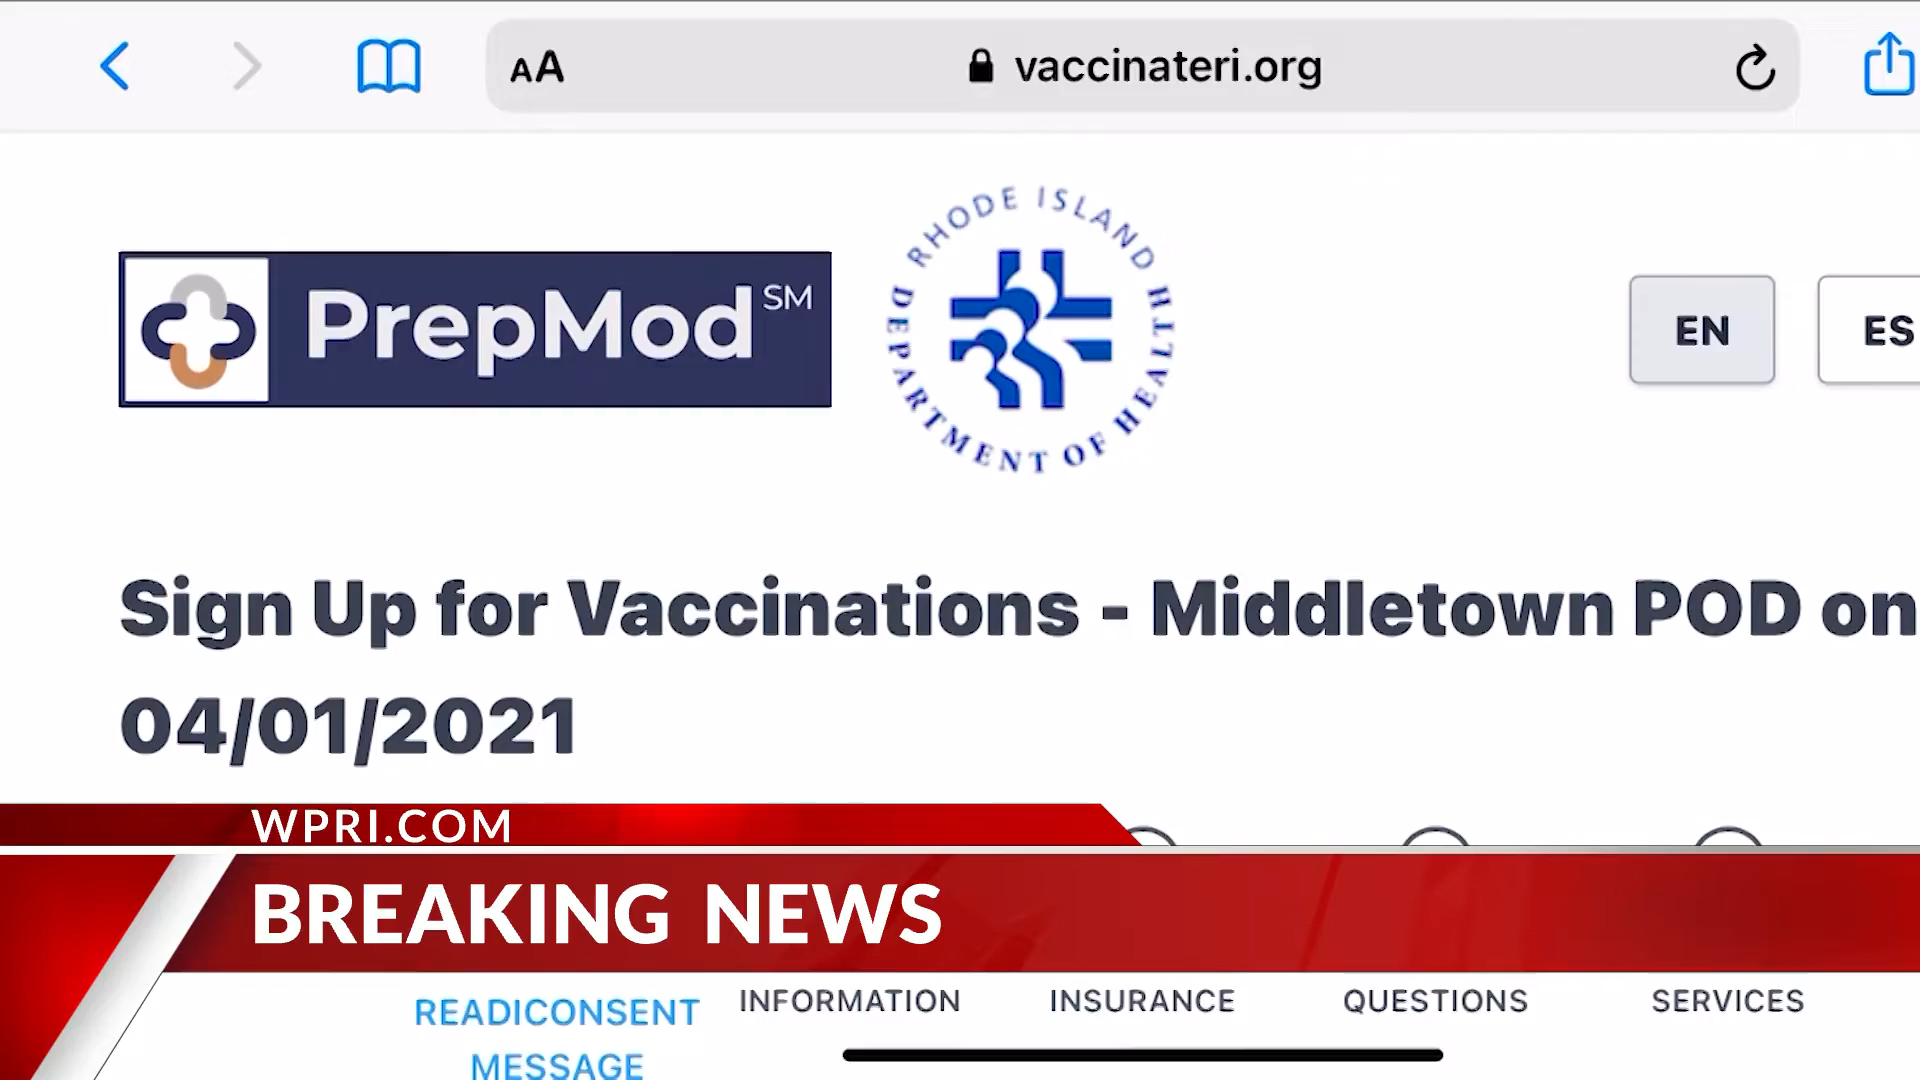 AA
vaccinateri.org
PrepMod SM
RHODE ISLAND
DEPARTMENT OF HEALTH
EN
ES
Sign Up for Vaccinations - Middletown POD on
04/01/2021
WPRI.COM
BREAKING NEWS
READICONSENT
MESSAGE
INFORMATION
INSURANCE
QUESTIONS
SERVICES